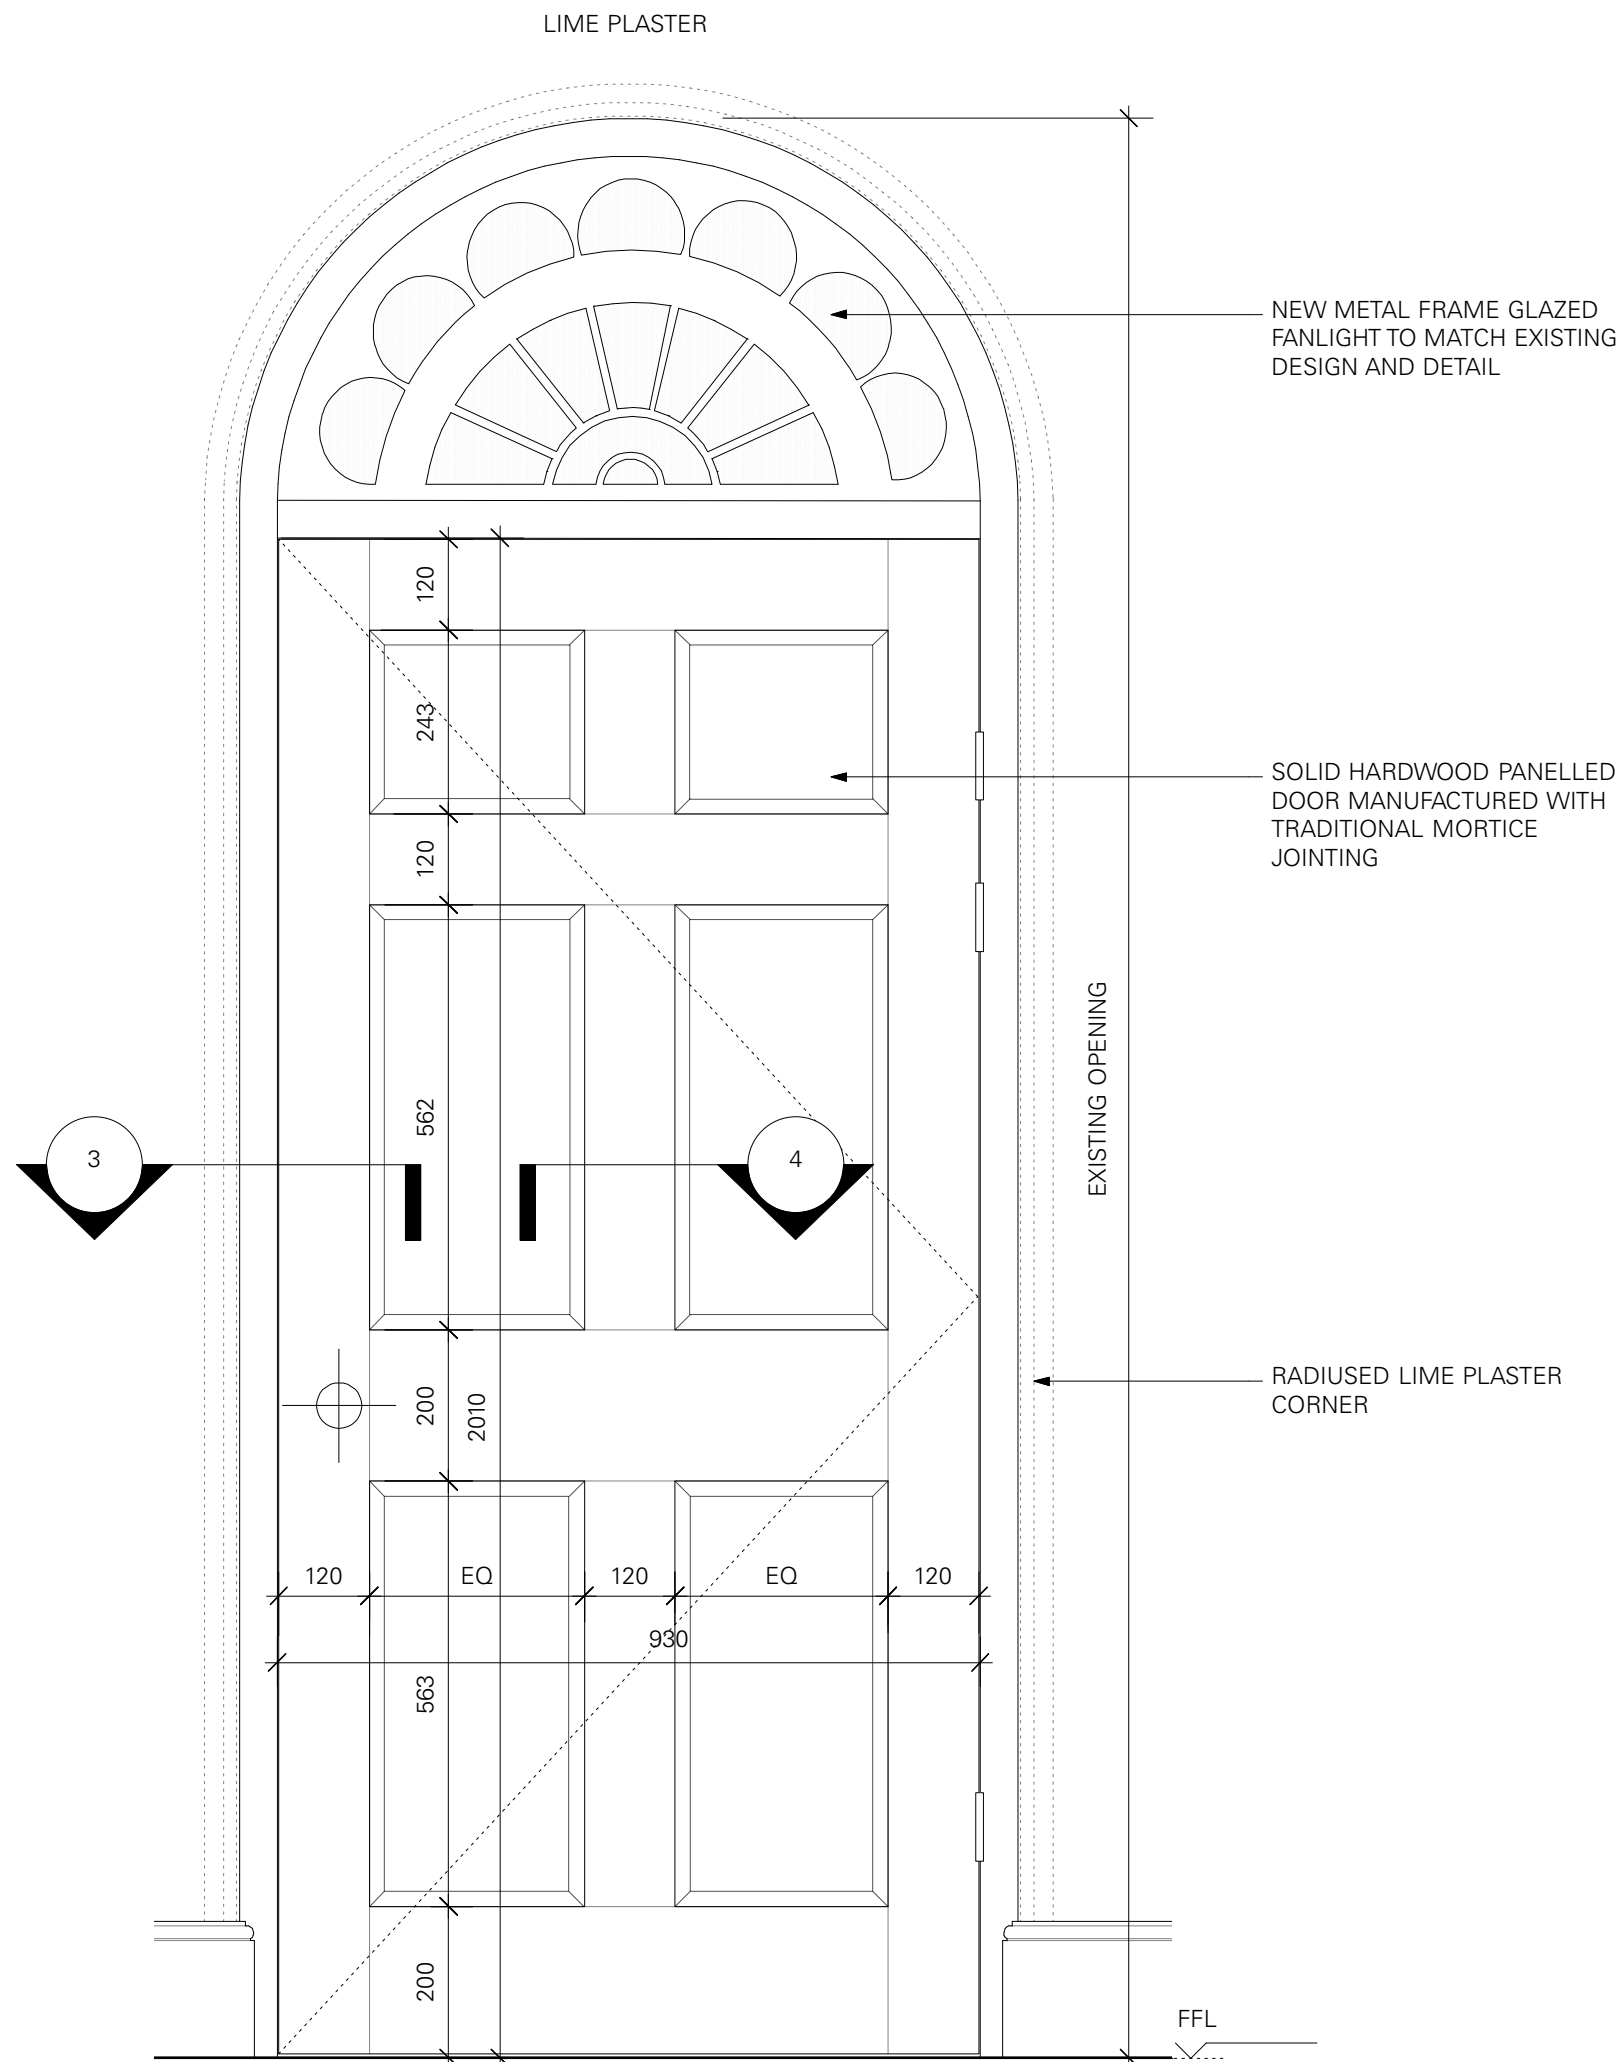 LIME PLASTER
NEW METAL FRAME GLAZED
FANLIGHT TO MATCH EXISTING
DESIGN AND DETAIL
120
243
SOLID HARDWOOD PANELLED
DOOR MANUFACTURED WITH
TRADITIONAL MORTICE
JOINTING
120
EXISTING OPENING
562
3
4
200
2010
RADIUSED LIME PLASTER
CORNER
120 EQ 120 EQ 120
930
563
200
FFL